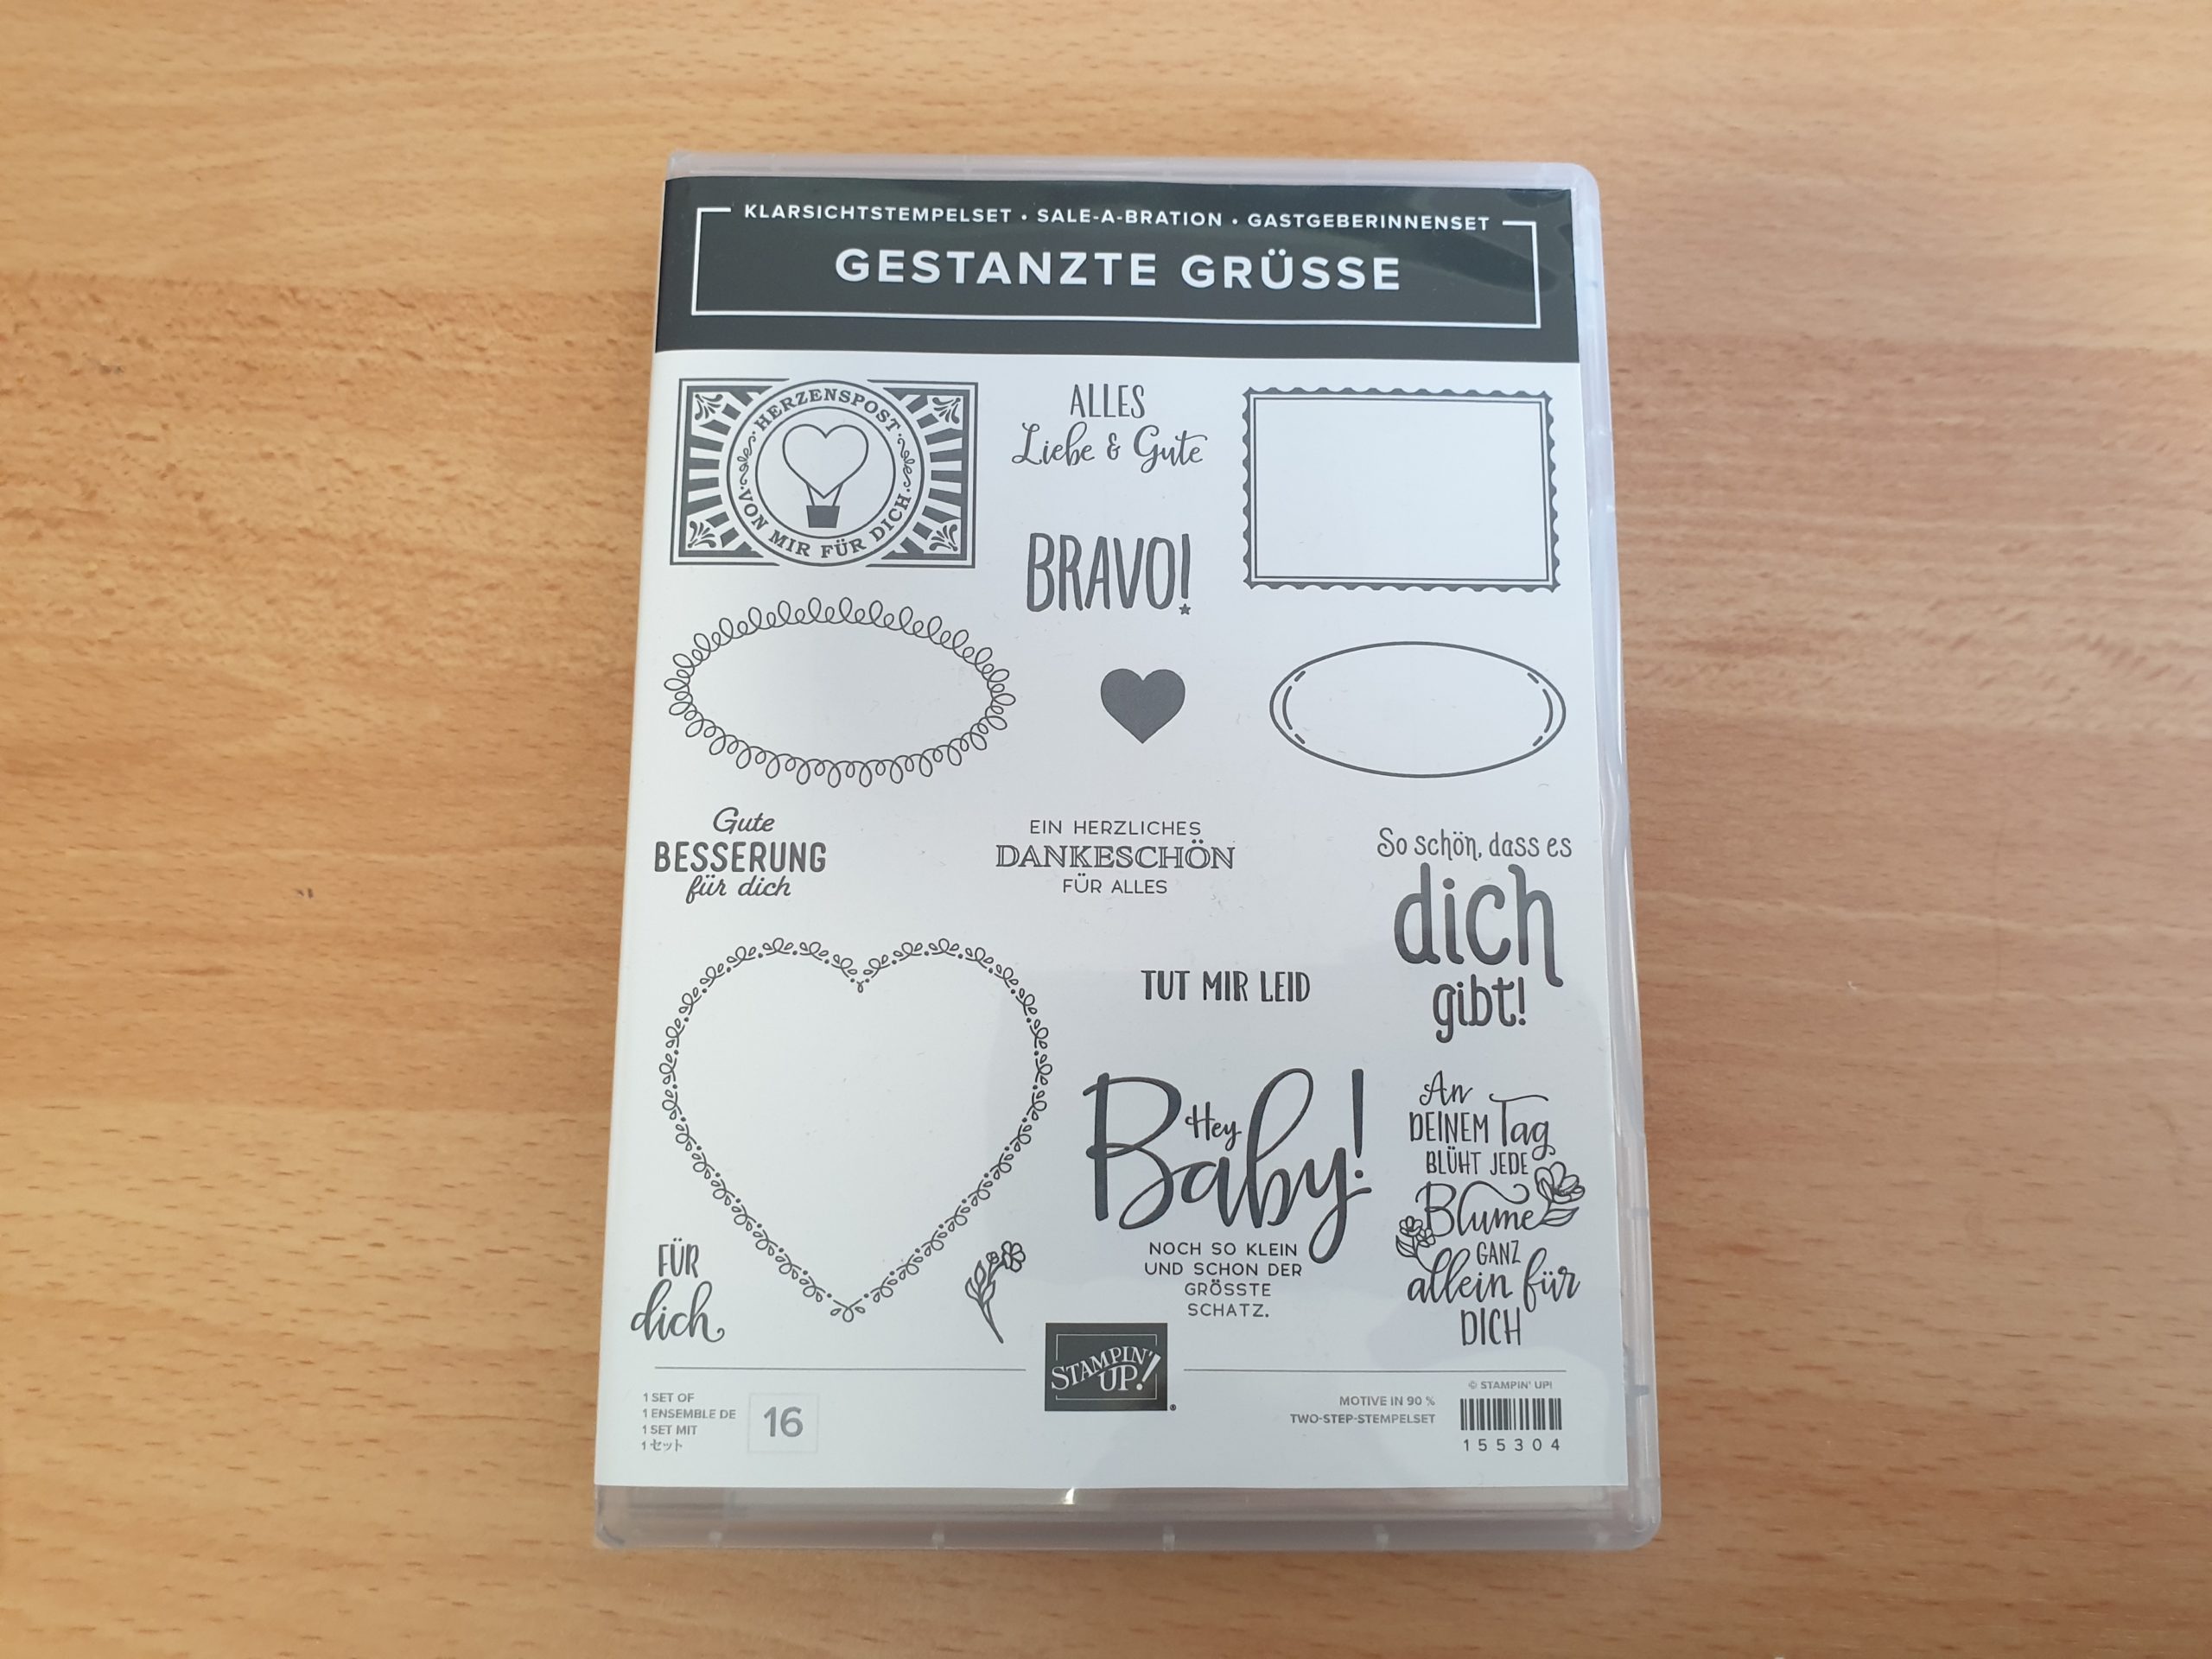 KLARSICHTSTEMPELSET • SALE-A-BRATION • GASTGEBERINNENSET
GESTANZTE GRÜSSE
HERZENSPOST
VON MIR FÜR DICH
ALLES
Liebe & Gute
BRAVO!
Gute
BESSERUNG
für dich
EIN HERZLICHES
DANKESCHÖN
FÜR ALLES
So schön, dass es
dich
gibt!
TUT MIR LEID
Hey
Baby!
NOCH SO KLEIN
UND SCHON DER
GRÖSSTE
SCHATZ.
An
DEINEM Tag
BLÜHT JEDE
Blume
GANZ
allein für
DICH
FÜR
dich
STAMPIN'
UP!®
1 SET OF
1 ENSEMBLE DE
1 SET MIT
1 セット
16
MOTIVE IN 90 %
TWO-STEP-STEMPELSET
© STAMPIN' UP!
155304